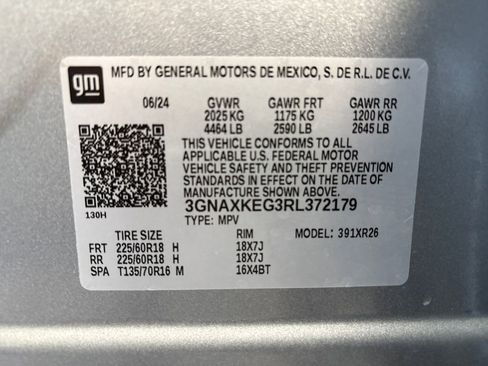 gm
MFD BY GENERAL MOTORS DE MEXICO, S. DE R.L. DE C.V.
06/24 GVWR GAWR FRT GAWR RR
2025 KG 1175 KG 1200 KG
4464 LB 2590 LB 2645 LB
THIS VEHICLE CONFORMS TO ALL
APPLICABLE U.S. FEDERAL MOTOR
VEHICLE SAFETY AND THEFT PREVENTION
STANDARDS IN EFFECT ON THE DATE OF
MANUFACTURE SHOWN ABOVE.
130H
3GNAXKEG3RL372179
TYPE: MPV
TIRE SIZE RIM MODEL: 391XR26
FRT 225/60R18 H 18X7J
RR 225/60R18 H 18X7J
SPA T135/70R16 M 16X4BT